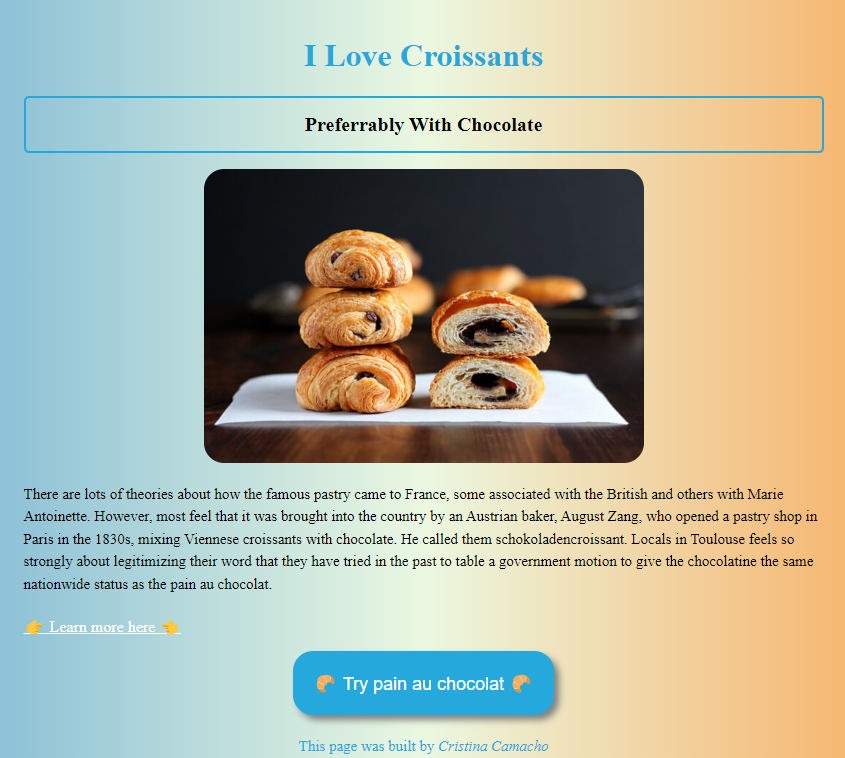 I Love Croissants
Preferrably With Chocolate
There are lots of theories about how the famous pastry came to France, some associated with the British and others with Marie
Antoinette. However, most feel that it was brought into the country by an Austrian baker, August Zang, who opened a pastry shop in
Paris in the 1830s, mixing Viennese croissants with chocolate. He called them schokoladencroissant. Locals in Toulouse feels so
strongly about legitimizing their word that they have tried in the past to table a government motion to give the chocolatine the same
nationwide status as the pain au chocolat.
👉 Learn more here 👈
🥐 Try pain au chocolat 🥐
This page was built by Cristina Camacho